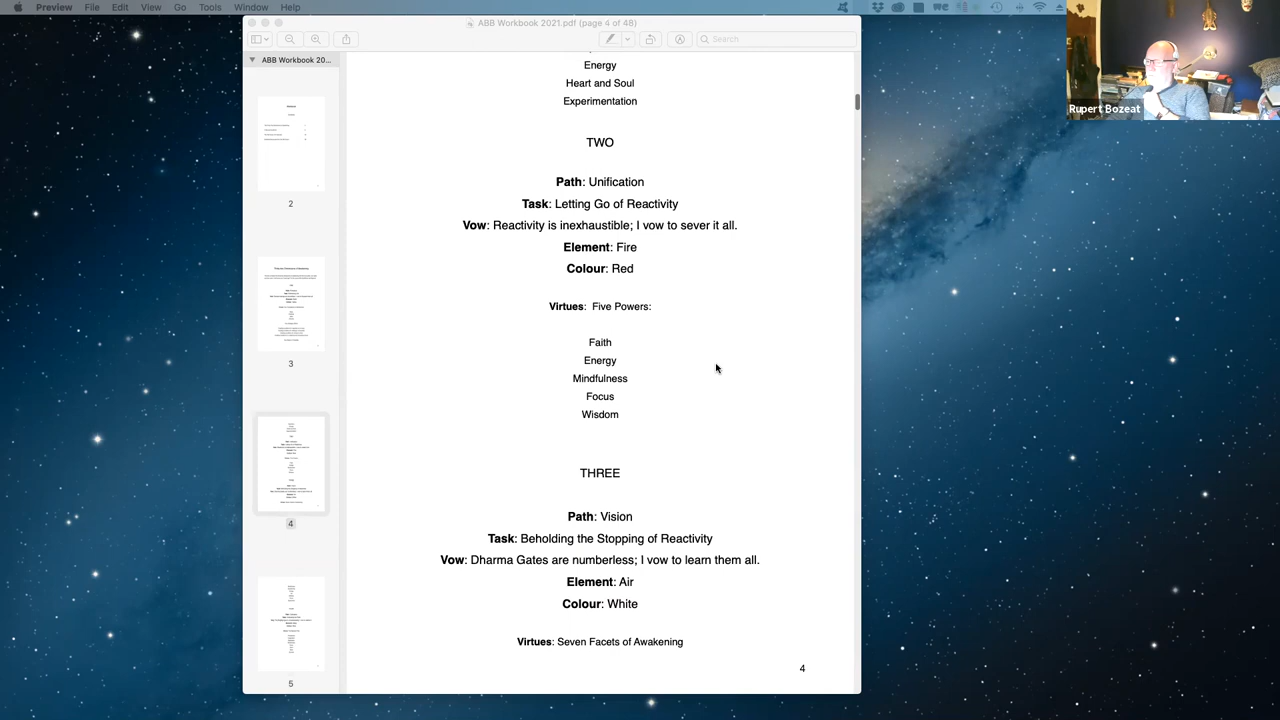 Preview File Edit View Go Tools Window Help
ABB Workbook 2021.pdf (page 4 of 48)
Search
ABB Workbook 20...
2
3
4
5
Energy
Heart and Soul
Experimentation
TWO
Path: Unification
Task: Letting Go of Reactivity
Vow: Reactivity is inexhaustible; I vow to sever it all.
Element: Fire
Colour: Red
Virtues: Five Powers:
Faith
Energy
Mindfulness
Focus
Wisdom
THREE
Path: Vision
Task: Beholding the Stopping of Reactivity
Vow: Dharma Gates are numberless; I vow to learn them all.
Element: Air
Colour: White
Virtues: Seven Facets of Awakening
4
Rupert Bozeat